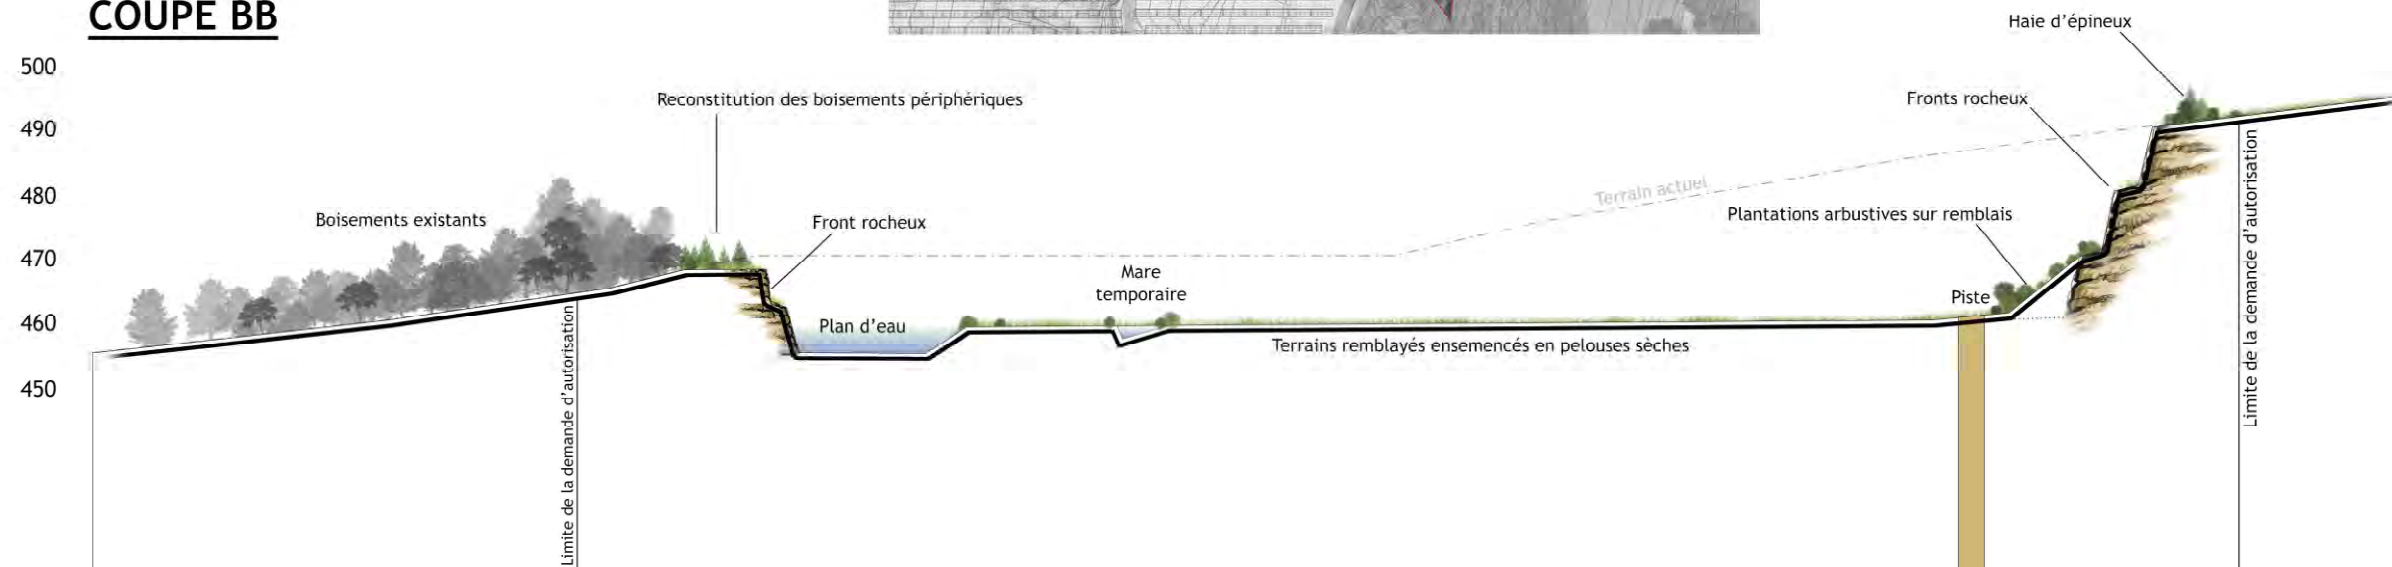 COUPE BB
Haie d'épineux
500
Reconstitution des boisements périphériques
Fronts rocheux
490
480
Terrain actuel
Boisements existants
Front rocheux
Plantations arbustives sur remblais
470
Mare
temporaire
Piste
460
Plan d'eau
Terrains remblayés ensemencés en pelouses sèches
450
Limite de la demande d'autorisation
Limite de la demande d'autorisation